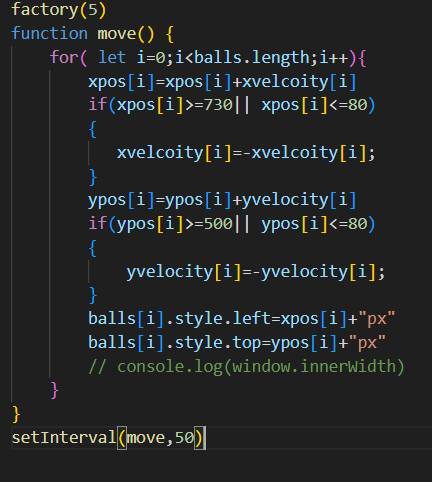 factory(5)
function move() {
for( let i=0;i<balls.length;i++){
xpos[i]=xpos[i]+xvelcoity[i]
if(xpos[i]>=730|| xpos[i]<=80)
{
xvelcoity[i]=-xvelcoity[i];
}
ypos[i]=ypos[i]+yvelocity[i]
if(ypos[i]>=500|| ypos[i]<=80)
{
yvelocity[i]=-yvelocity[i];
}
balls[i].style.left=xpos[i]+"px"
balls[i].style.top=ypos[i]+"px"
// console.log(window.innerWidth)
}
}
setInterval(move,50)